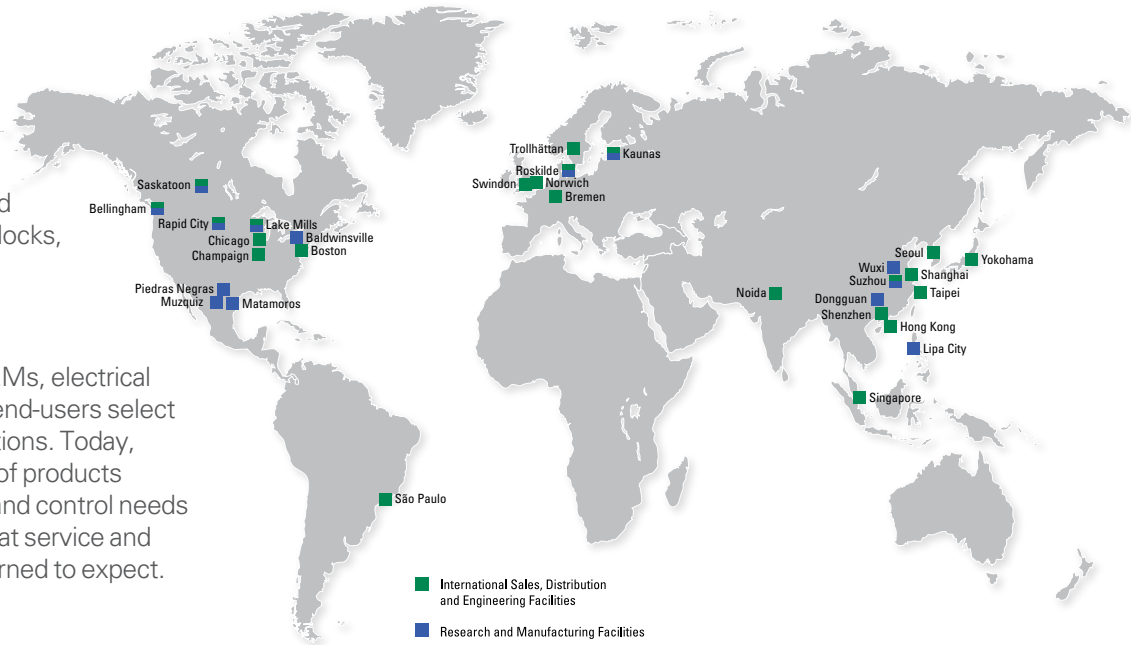 d
locks,
Ms, electrical
end-users select
tions. Today,
of products
and control needs
at service and
rned to expect.
Trollhättan
Kaunas
Roskilde
Swindon
Norwich
Bremen
Saskatoon
Bellingham
Rapid City
Lake Mills
Chicago
Baldwinsville
Champaign
Boston
Piedras Negras
Muzquiz
Matamoros
Seoul
Yokohama
Wuxi
Shanghai
Suzhou
Noida
Taipei
Dongguan
Shenzhen
Hong Kong
Lipa City
Singapore
São Paulo
International Sales, Distribution
and Engineering Facilities
Research and Manufacturing Facilities